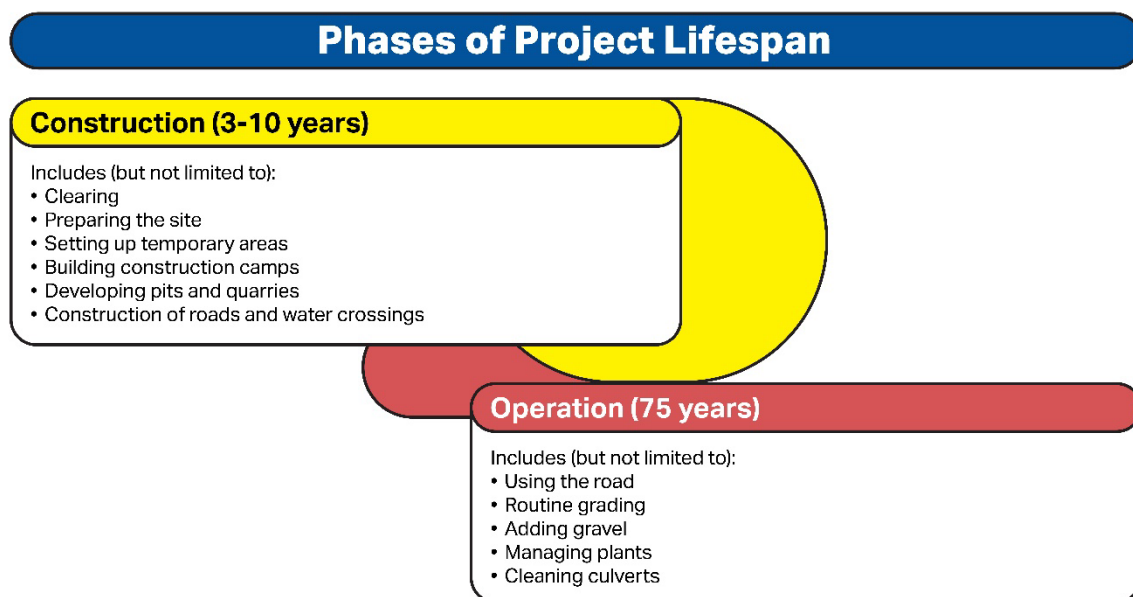 Phases of Project Lifespan
Construction (3-10 years)
Includes (but not limited to):
• Clearing
• Preparing the site
• Setting up temporary areas
• Building construction camps
• Developing pits and quarries
• Construction of roads and water crossings
Operation (75 years)
Includes (but not limited to):
• Using the road
• Routine grading
• Adding gravel
• Managing plants
• Cleaning culverts